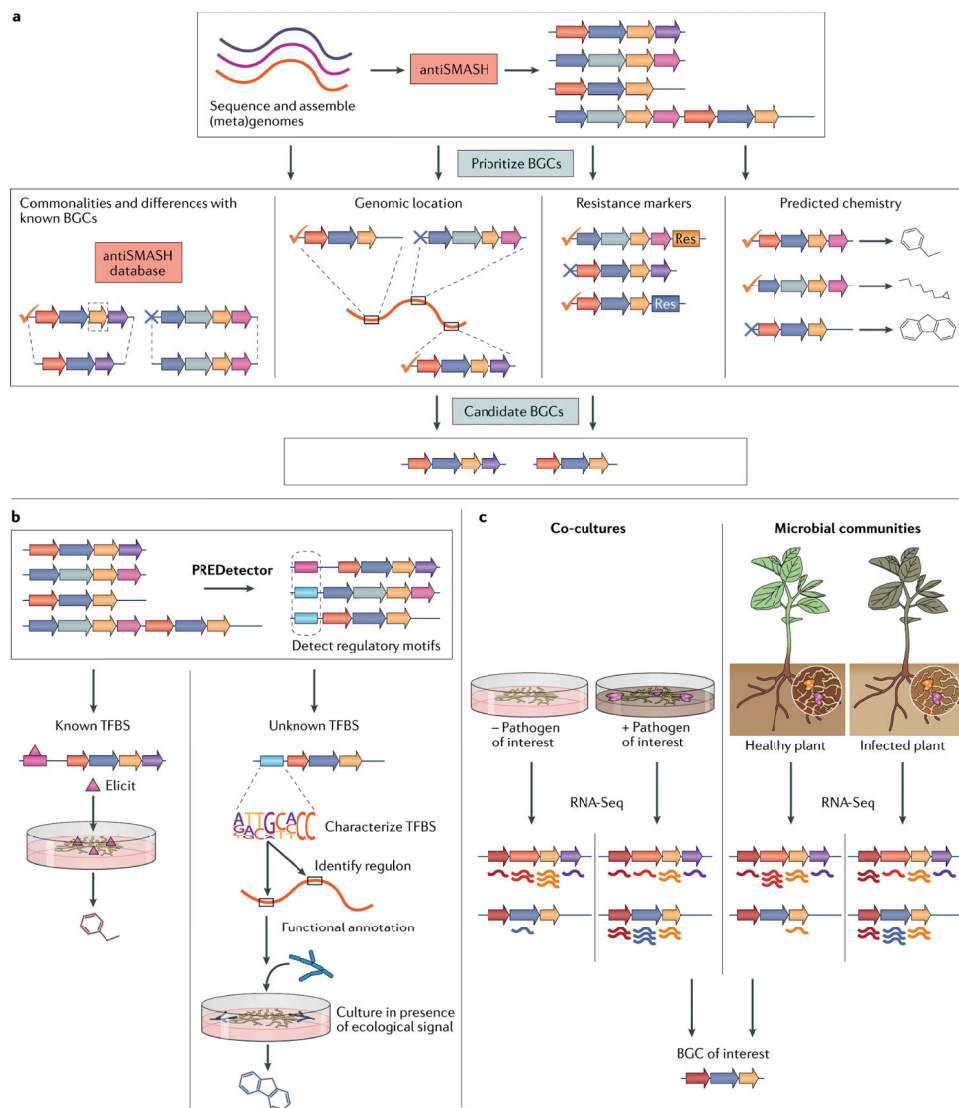 a
Sequence and assemble
(meta)genomes
antiSMASH
Prioritize BGCs
Commonalities and differences with
known BGCs
antiSMASH
database
Genomic location
Resistance markers
Res
Res
Predicted chemistry
Candidate BGCs
b
PREDetector
Detect regulatory motifs
Known TFBS
Elicit
Unknown TFBS
Characterize TFBS
Identify regulon
Functional annotation
Culture in presence
of ecological signal
c
Co-cultures
– Pathogen
of interest
+ Pathogen
of interest
RNA-Seq
Microbial communities
Healthy plant
Infected plant
RNA-Seq
BGC of interest